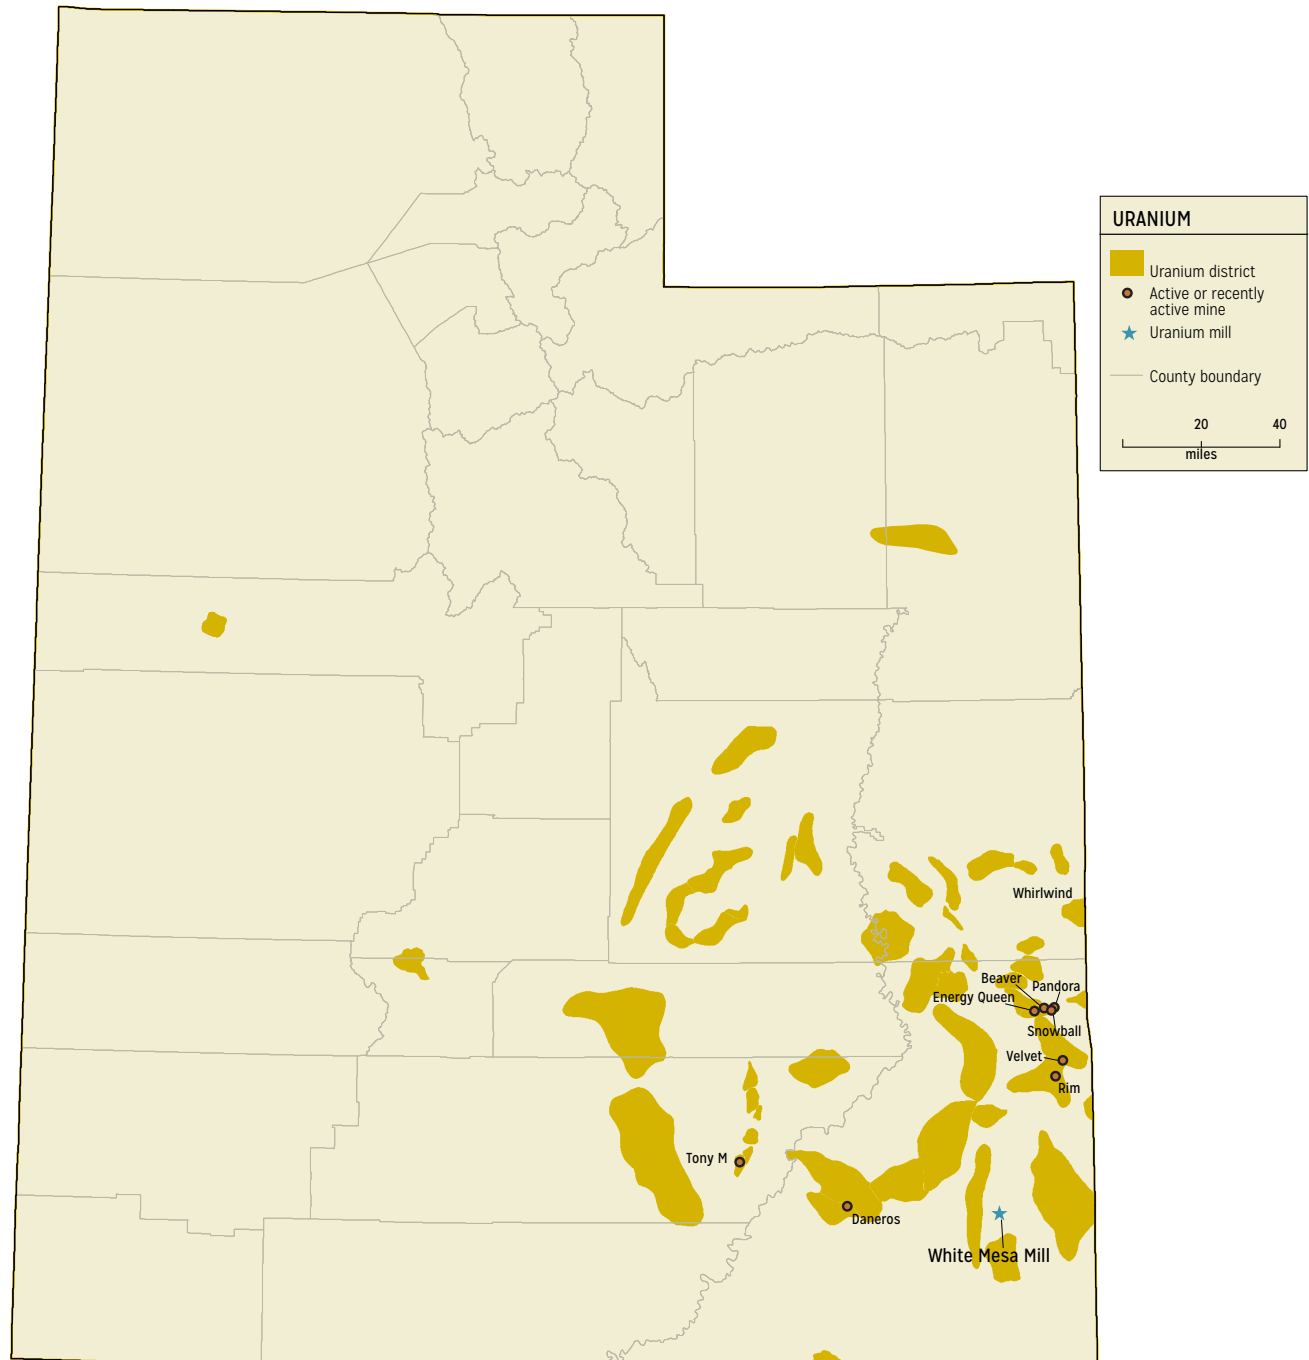 URANIUM
Uranium district
Active or recently
active mine
Uranium mill
County boundary
20 40
miles
Whirlwind
Beaver
Pandora
Energy Queen
Snowball
Velvet
Rim
Tony M
Daneros
White Mesa Mill